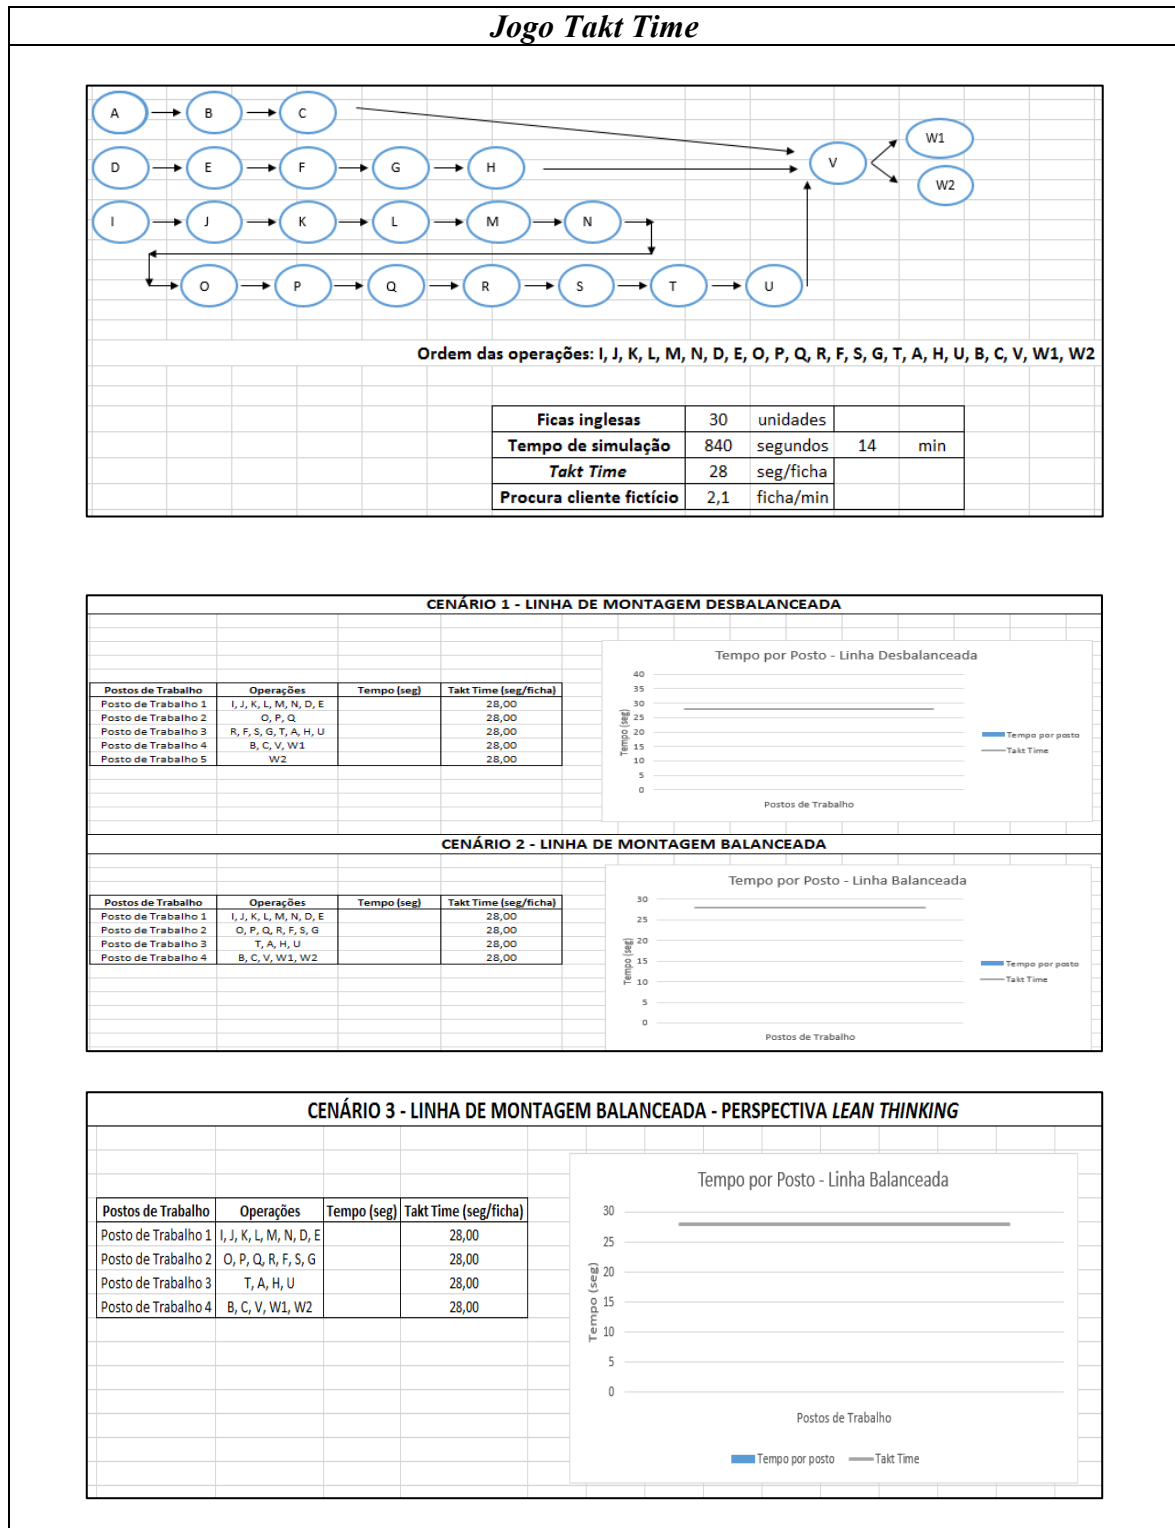 Jogo Takt Time
A B C
W1
D E F G H V
W2
I J K L M N
O P Q R S T U
Ordem das operações: I, J, K, L, M, N, D, E, O, P, Q, R, F, S, G, T, A, H, U, B, C, V, W1, W2
Ficas inglesas 30 unidades
Tempo de simulação 840 segundos 14 min
Takt Time 28 seg/ficha
Procura cliente fictício 2,1 ficha/min
CENÁRIO 1 - LINHA DE MONTAGEM DESBALANCEADA
Postos de Trabalho Operações Tempo (seg) Takt Time (seg/ficha)
Posto de Trabalho 1 I, J, K, L, M, N, D, E 28,00
Posto de Trabalho 2 O, P, Q 28,00
Posto de Trabalho 3 R, F, S, G, T, A, H, U 28,00
Posto de Trabalho 4 B, C, V, W1 28,00
Posto de Trabalho 5 W2 28,00
Tempo por Posto - Linha Desbalanceada
Tempo (seg)
40
35
30
25
20
15
10
5
0
Postos de Trabalho
Tempo por posto
Takt Time
CENÁRIO 2 - LINHA DE MONTAGEM BALANCEADA
Postos de Trabalho Operações Tempo (seg) Takt Time (seg/ficha)
Posto de Trabalho 1 I, J, K, L, M, N, D, E 28,00
Posto de Trabalho 2 O, P, Q, R, F, S, G 28,00
Posto de Trabalho 3 T, A, H, U 28,00
Posto de Trabalho 4 B, C, V, W1, W2 28,00
Tempo por Posto - Linha Balanceada
Tempo (seg)
30
25
20
15
10
5
0
Postos de Trabalho
Tempo por posto
Takt Time
CENÁRIO 3 - LINHA DE MONTAGEM BALANCEADA - PERSPECTIVA LEAN THINKING
Postos de Trabalho Operações Tempo (seg) Takt Time (seg/ficha)
Posto de Trabalho 1 I, J, K, L, M, N, D, E 28,00
Posto de Trabalho 2 O, P, Q, R, F, S, G 28,00
Posto de Trabalho 3 T, A, H, U 28,00
Posto de Trabalho 4 B, C, V, W1, W2 28,00
Tempo por Posto - Linha Balanceada
Tempo (seg)
30
25
20
15
10
5
0
Postos de Trabalho
Tempo por posto Takt Time